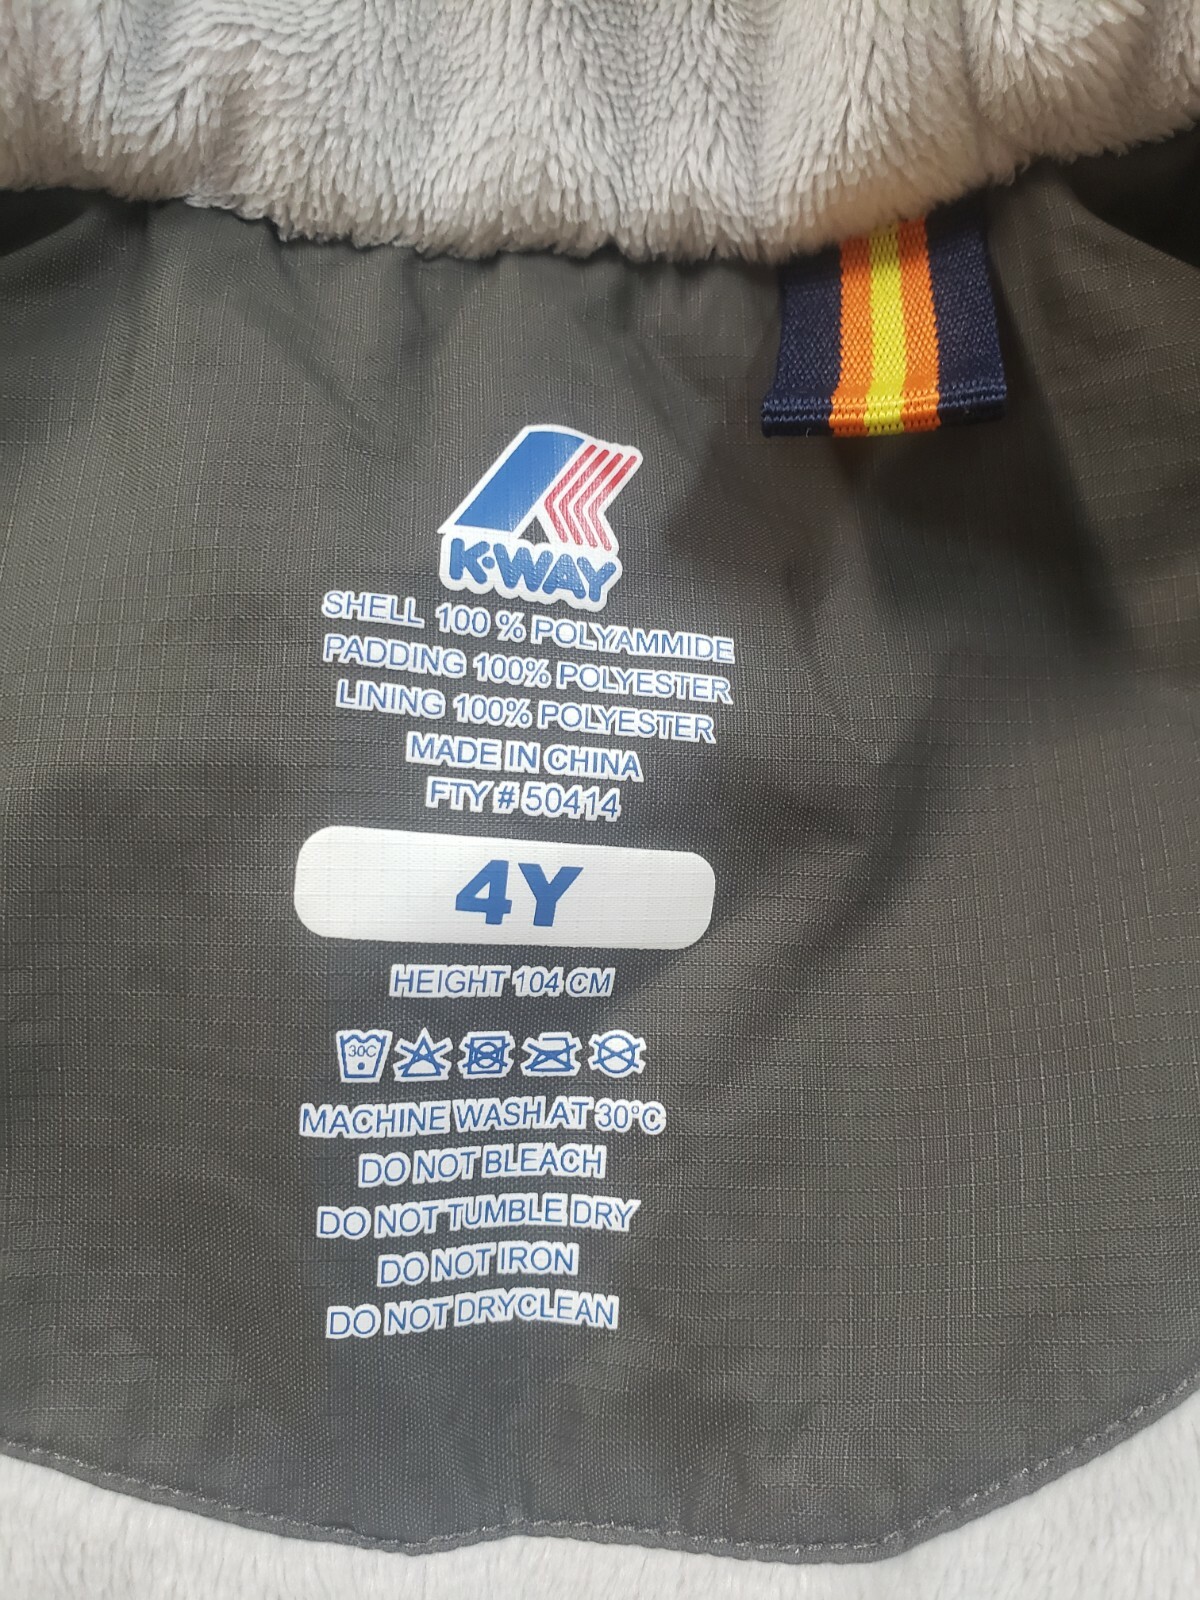 K·WAY
SHELL 100 % POLYAMMIDE
PADDING 100% POLYESTER
LINING 100% POLYESTER
MADE IN CHINA
FTY # 50414
4Y
HEIGHT 104 CM
30C
MACHINE WASH AT 30°C
DO NOT BLEACH
DO NOT TUMBLE DRY
DO NOT IRON
DO NOT DRYCLEAN